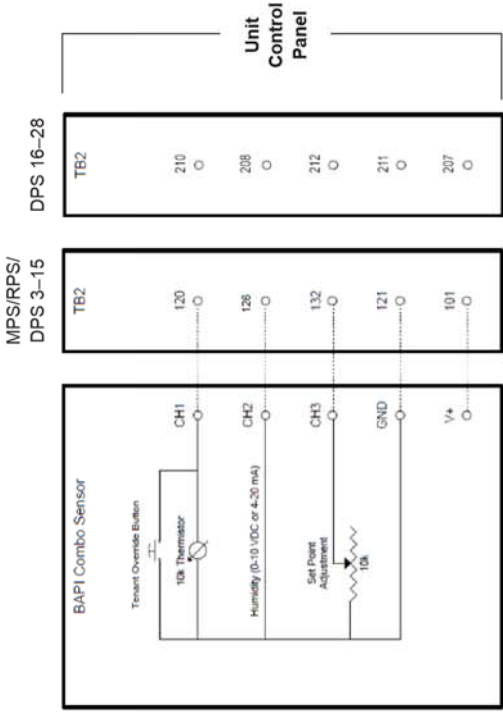 BAPI Combo Sensor
Tenant Override Button
10k Thermistor
Humidity (0-10 VDC or 4-20 mA)
Set Point
Adjustment
10k
CH1
CH2
CH3
GND
V+
MPS/RPS/
DPS 3–15
TB2
120
126
132
121
101
DPS 16–28
TB2
210
208
212
211
207
Unit
Control
Panel